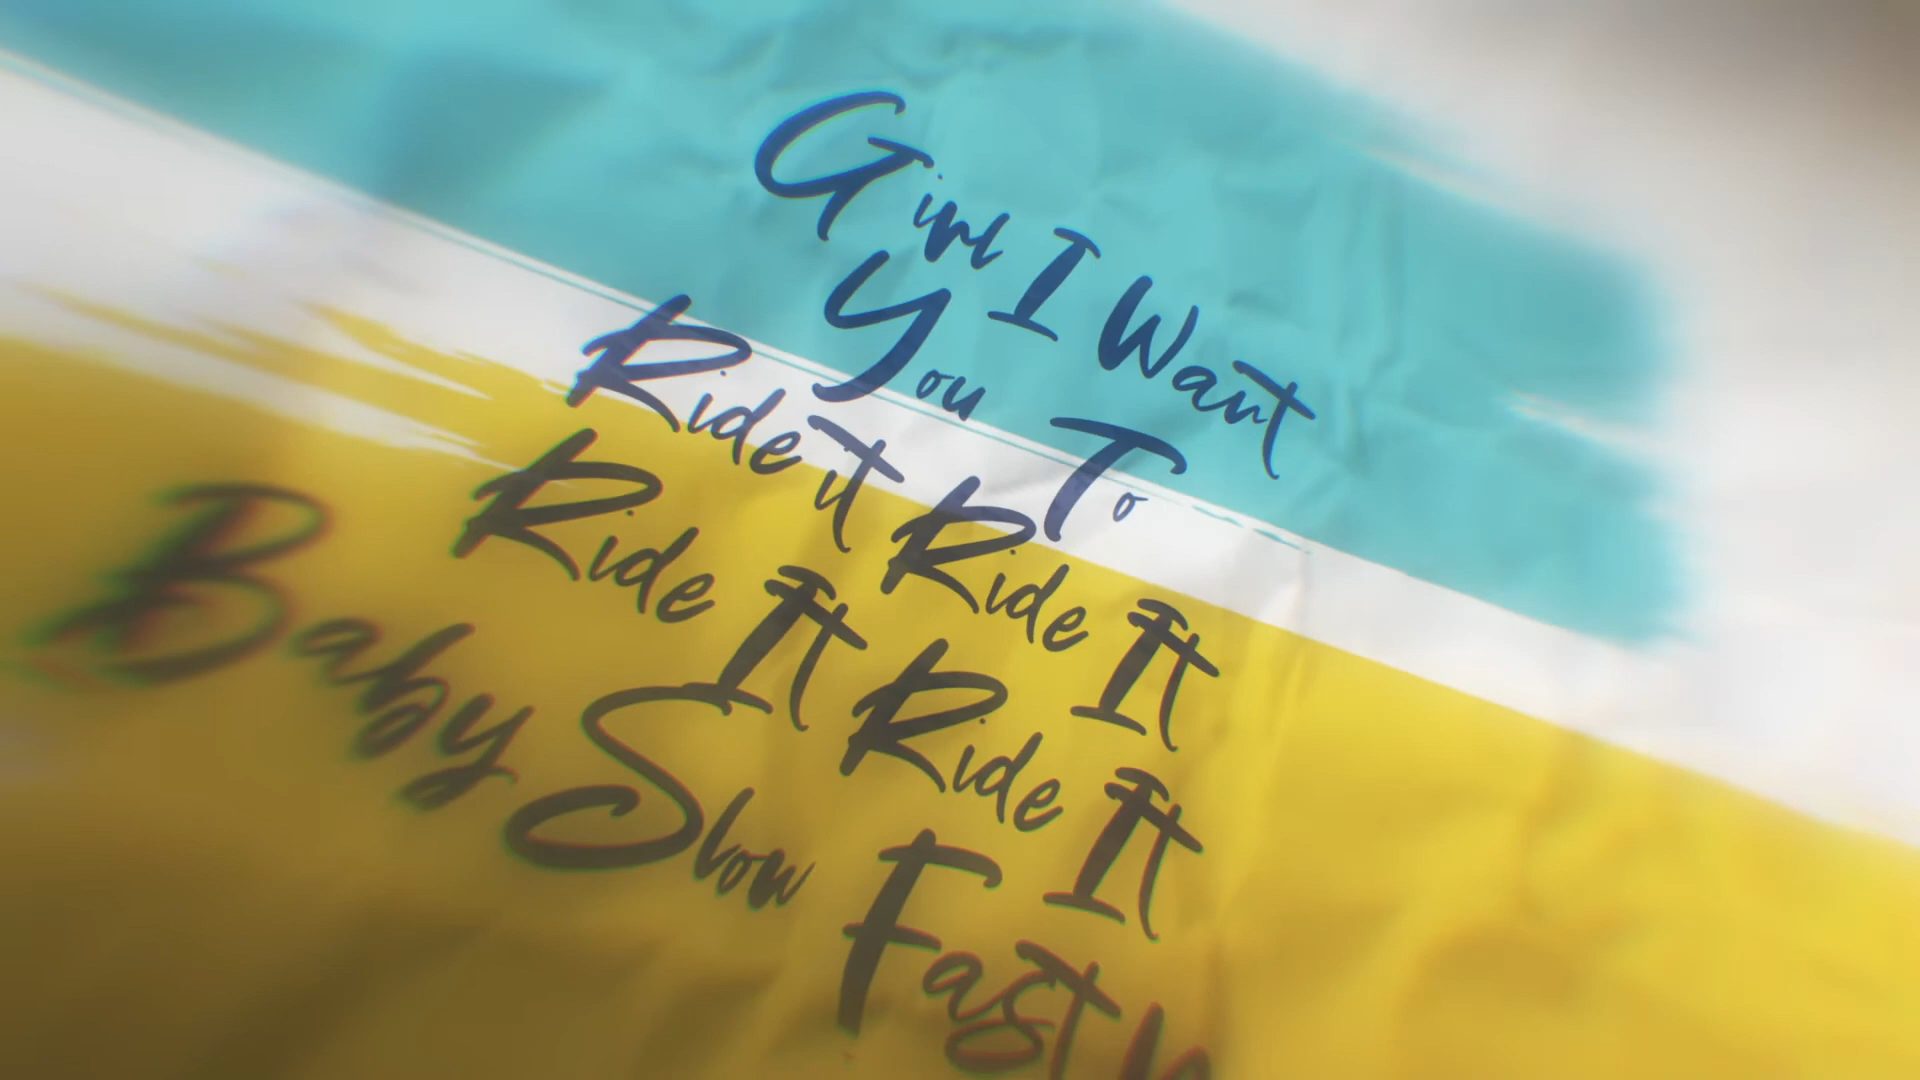 Girl I Want
You To
Ride it Ride It
Ride It Ride It
Baby Slow Fast